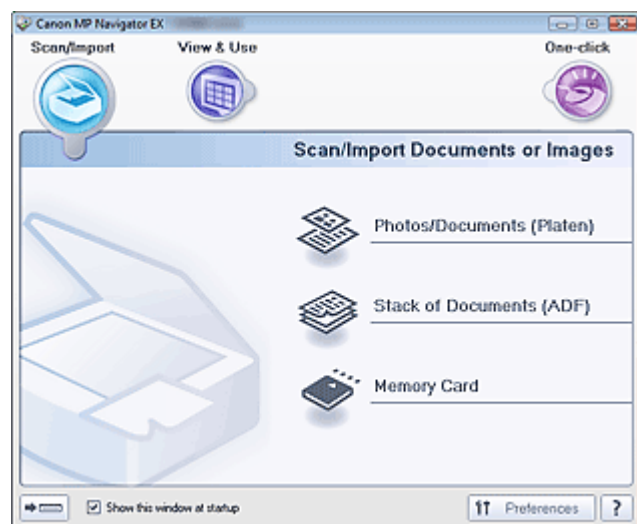 Canon MP Navigator EX
Scan/Import
View & Use
One-click
Scan/Import Documents or Images
Photos/Documents (Platen)
Stack of Documents (ADF)
Memory Card
Show this window at startup
Preferences
?